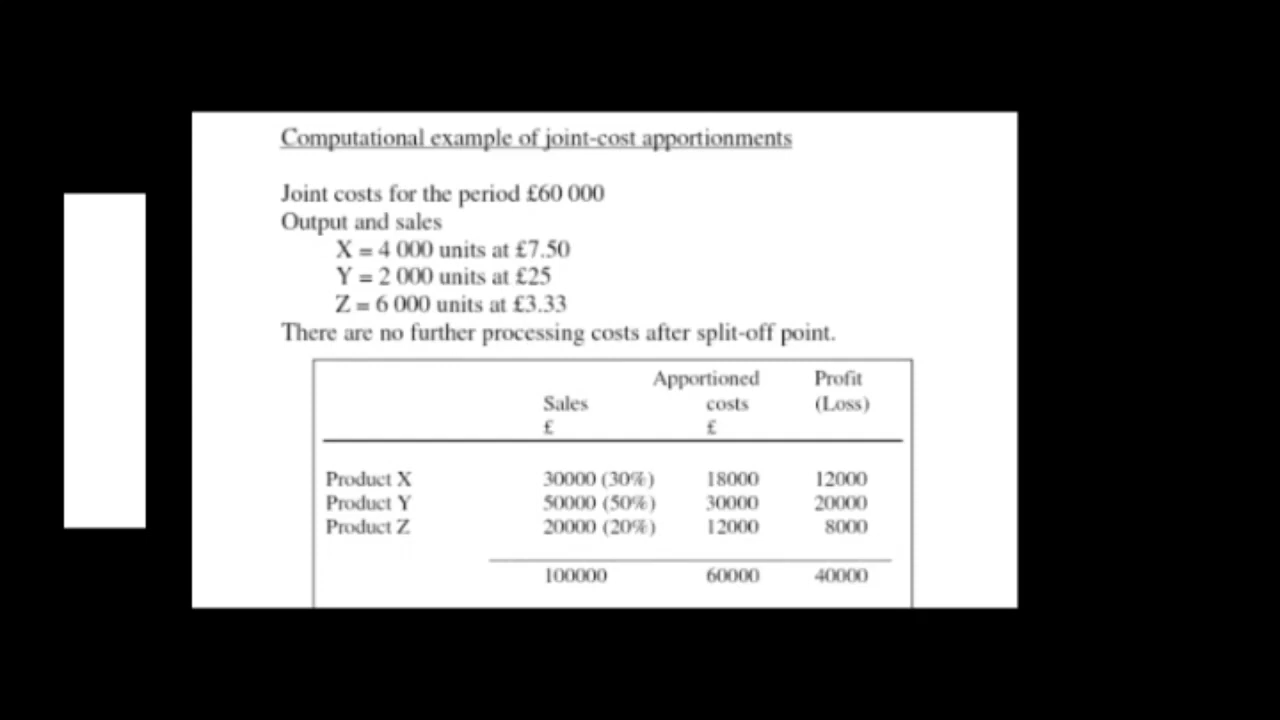 Computational example of joint-cost apportionments
Joint costs for the period £60 000
Output and sales
X = 4 000 units at £7.50
Y = 2 000 units at £25
Z = 6 000 units at £3.33
There are no further processing costs after split-off point.
Apportioned Profit
Sales costs (Loss)
£ £
Product X 30000 (30%) 18000 12000
Product Y 50000 (50%) 30000 20000
Product Z 20000 (20%) 12000 8000
100000 60000 40000